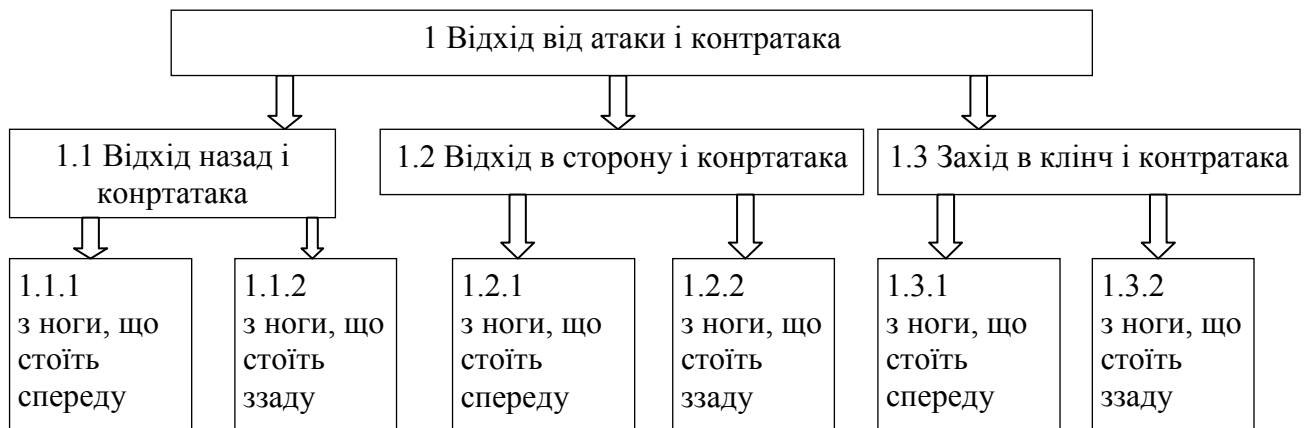 1 Відхід від атаки і контратака
1.1 Відхід назад і
конртатака
1.2 Відхід в сторону і конртатака
1.3 Захід в клінч і контратака
1.1.1
з ноги, що
стоїть
спереду
1.1.2
з ноги, що
стоїть
ззаду
1.2.1
з ноги, що
стоїть
спереду
1.2.2
з ноги, що
стоїть
ззаду
1.3.1
з ноги, що
стоїть
спереду
1.3.2
з ноги, що
стоїть
ззаду